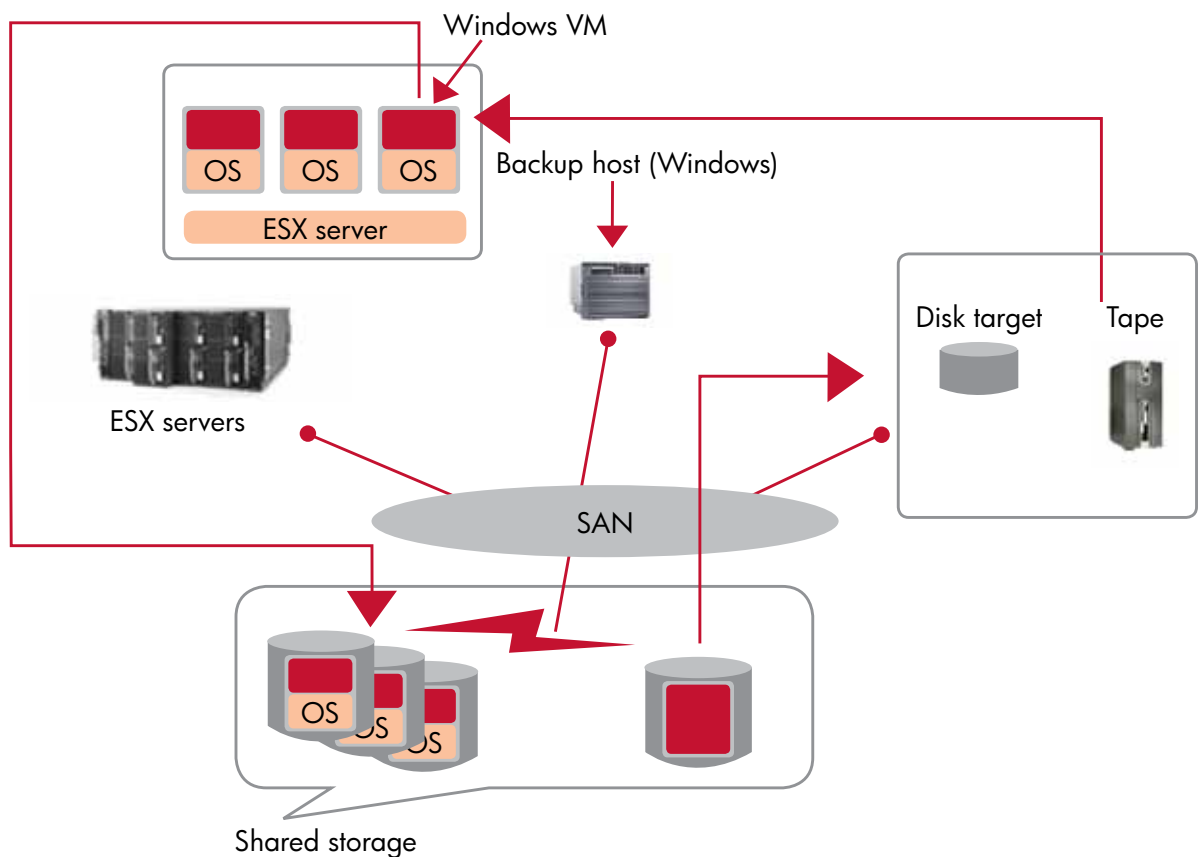 Windows VM
OS OS OS
ESX server
Backup host (Windows)
Disk target
Tape
ESX servers
SAN
OS
OS
OS
Shared storage